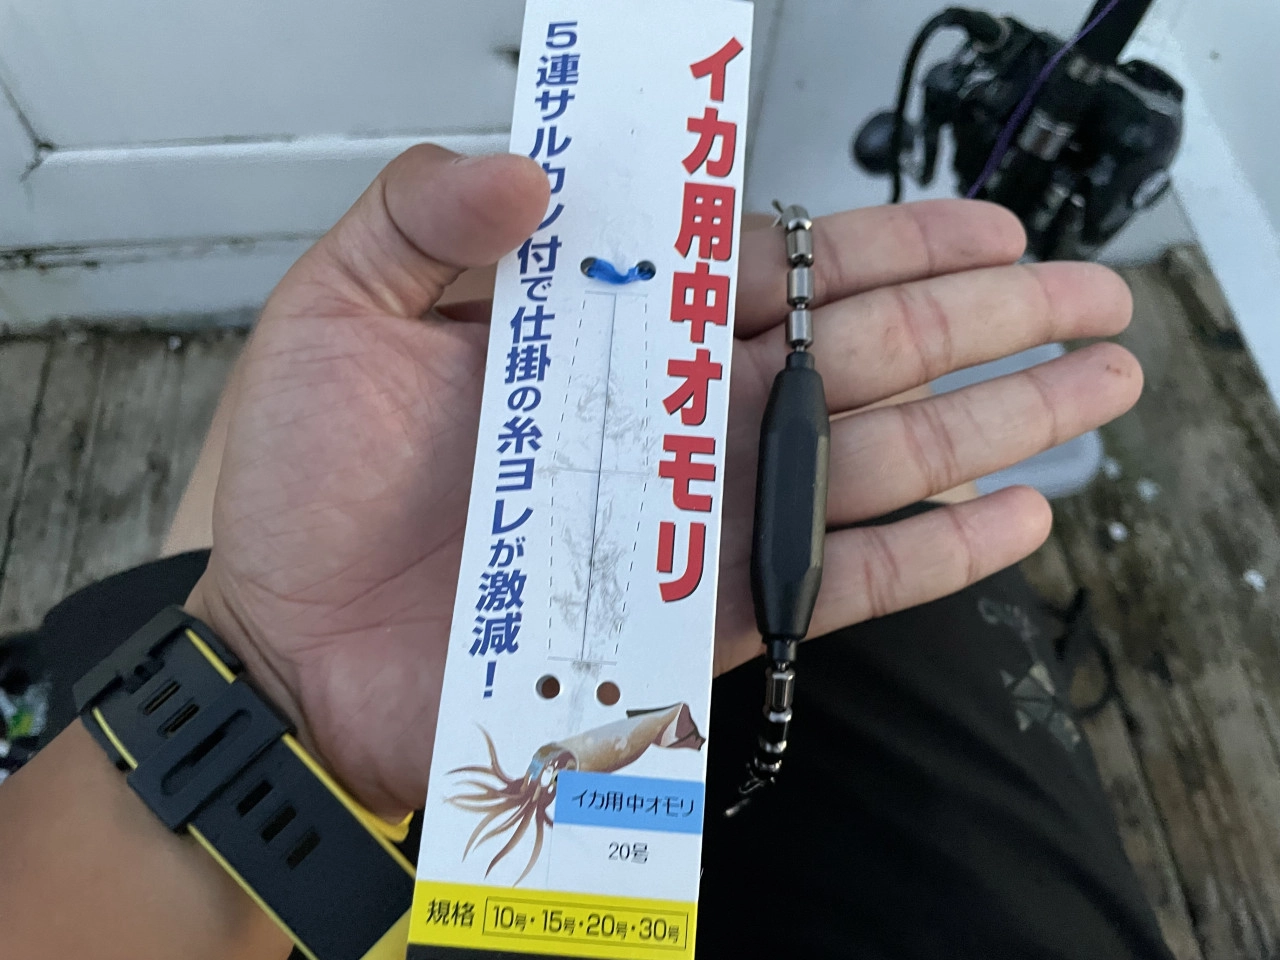 イカ用中オモリ
5連サルカン付で仕掛の糸ヨレが激減!
イカ用中オモリ
20号
規格 10号・15号・20号・30号